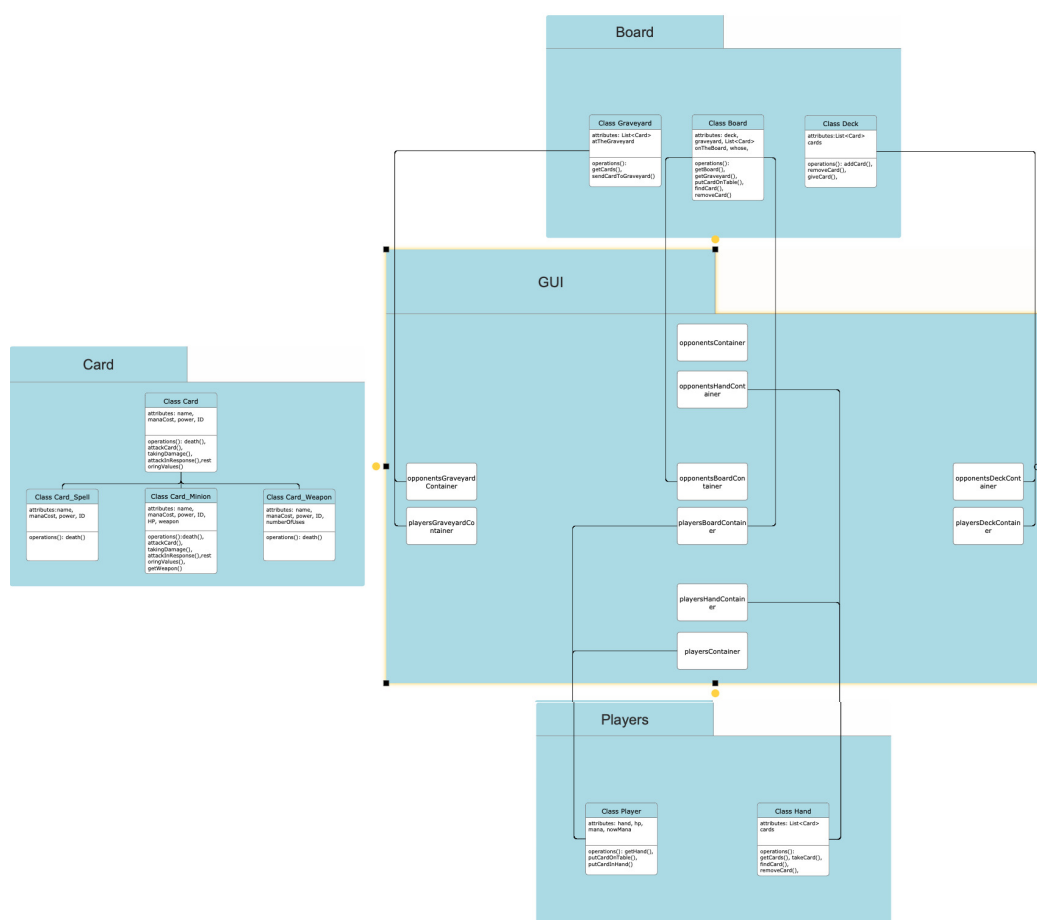 Board
Class Graveyard
attributes: List<Card>
atTheGraveyard
operations():
getCards(),
sendCardToGraveyard()
Class Board
attributes: deck,
graveyard, List<Card>
onTheBoard, whose,
operations():
getBoard(),
getGraveyard(),
putCardOnTable(),
findCard(),
removeCard()
Class Deck
attributes:List<Card>
cards
operations(): addCard(),
removeCard(),
giveCard(),
GUI
opponentsContainer
opponentsHandCont
ainer
opponentsGraveyard
Container
opponentsBoardCon
tainer
opponentsDeckCont
ainer
playersGraveyardCo
ntainer
playersBoardContain
er
playersDeckContain
er
playersHandContain
er
playersContainer
Card
Class Card
attributes: name,
manaCost, power, ID
operations(): death(),
attackCard(),
takingDamage(),
attackInResponse(),rest
oringValues()
Class Card_Spell
attributes:name,
manaCost, power, ID
operations(): death()
Class Card_Minion
attributes: name,
manaCost, power, ID,
HP, weapon
operations():death(),
attackCard(),
takingDamage(),
attackInResponse(),rest
oringValues(),
getWeapon()
Class Card_Weapon
attributes: name,
manaCost, power, ID,
numberOfUses
operations(): death()
Players
Class Player
attributes: hand, hp,
mana, nowMana
operations(): getHand(),
putCardOnTable(),
putCardInHand()
Class Hand
attributes: List<Card>
cards
operations():
getCards(), takeCard(),
findCard(),
removeCard(),